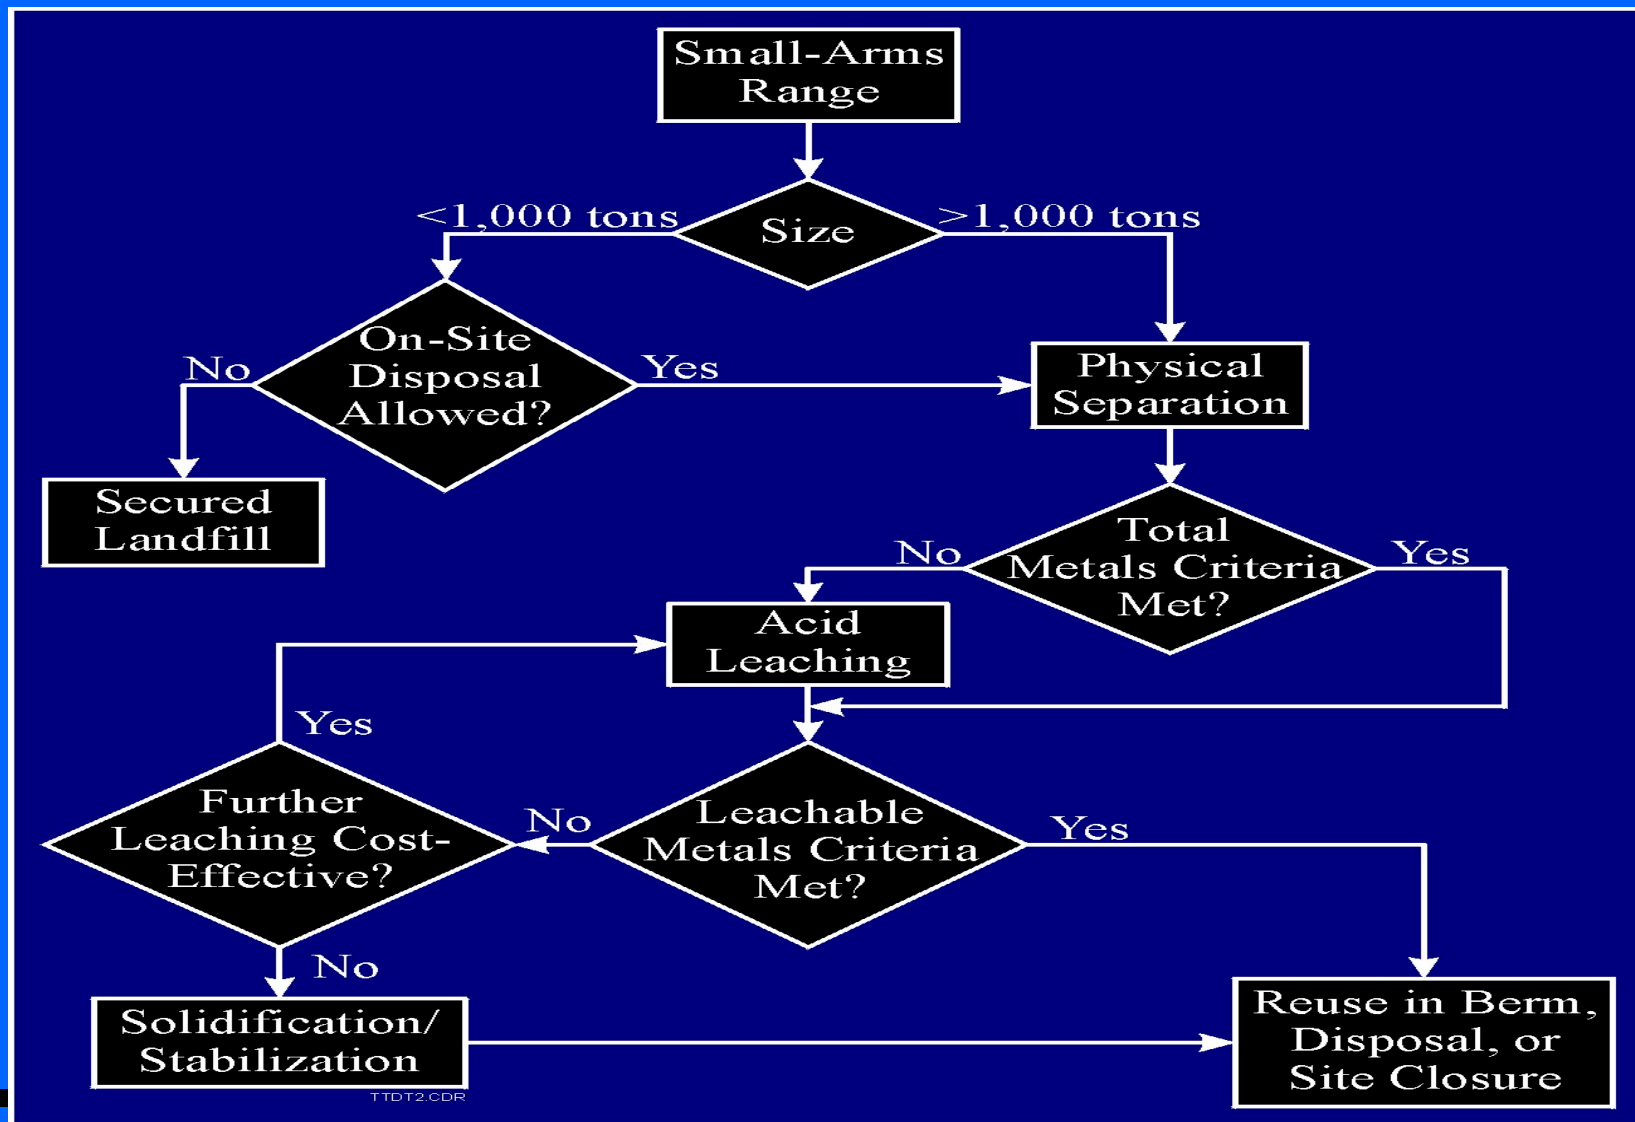 Small-Arms
Range
<1,000 tons
Size
>1,000 tons
On-Site
Disposal
Allowed?
No
Yes
Physical
Separation
Secured
Landfill
Total
Metals Criteria
Met?
No
Yes
Acid
Leaching
Yes
Further
Leaching Cost-
Effective?
No
Leachable
Metals Criteria
Met?
Yes
No
Solidification/
Stabilization
Reuse in Berm,
Disposal, or
Site Closure
TTDT2.CDR